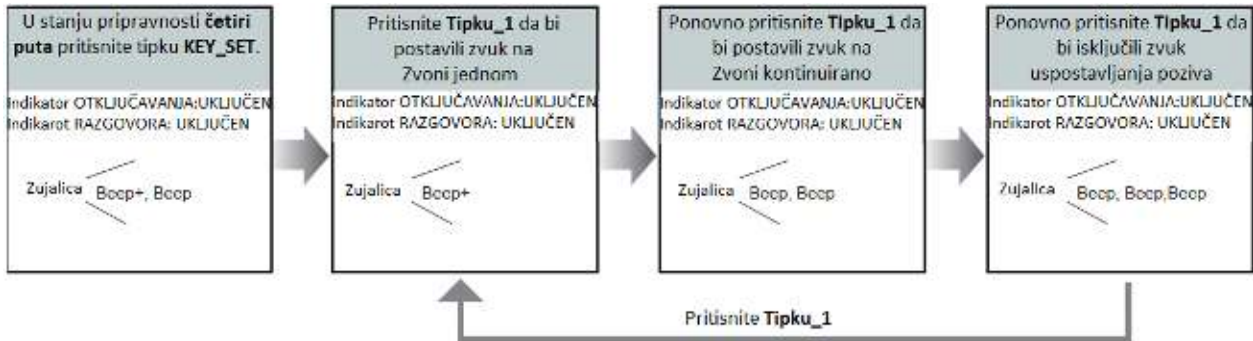 U stanju pripravnosti četiri
puta pritisnite tipku KEY_SET.
Indikator OTKLJUČAVANJA:UKLJUČEN
Indikarot RAZGOVORA: UKLJUČEN
Zujalica
Beep+, Beep
Pritisnite Tipku_1 da bi
postavili zvuk na
Zvoni jednom
Indikator OTKLJUČAVANJA:UKLJUČEN
Indikarot RAZGOVORA: UKLJUČEN
Zujalica
Beep+
Ponovno pritisnite Tipku_1 da
bi postavili zvuk na
Zvoni kontinuirano
Indikator OTKLJUČAVANJA:UKLJUČEN
Indikarot RAZGOVORA: UKLJUČEN
Zujalica
Beep, Beep
Ponovno pritisnite Tipku_1 da
bi isključili zvuk
uspostavljanja poziva
Indikator OTKLJUČAVANJA:UKLJUČEN
Indikarot RAZGOVORA: UKLJUČEN
Zujalica
Beep, Beep,Beep
Pritisnite Tipku_1